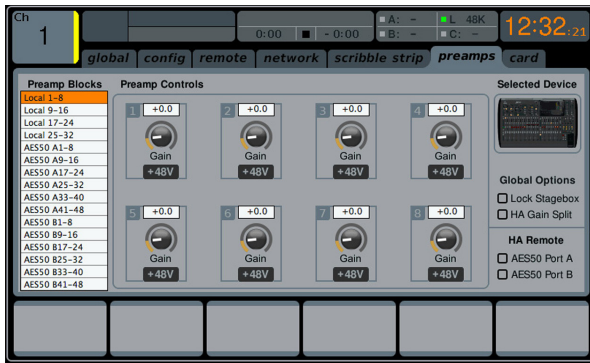 Ch
1
0:00 - 0:00
A: - L 48K
B: - C: -
12:32:21
global config remote network scribble strip preamps card
Preamp Blocks
Local 1-8
Local 9-16
Local 17-24
Local 25-32
AES50 A1-8
AES50 A9-16
AES50 A17-24
AES50 A25-32
AES50 A33-40
AES50 A41-48
AES50 B1-8
AES50 B9-16
AES50 B17-24
AES50 B25-32
AES50 B33-40
AES50 B41-48
Preamp Controls
1 +0.0 2 +0.0 3 +0.0 4 +0.0
Gain Gain Gain Gain
+48V +48V +48V +48V
5 +0.0 6 +0.0 7 +0.0 8 +0.0
Gain Gain Gain Gain
+48V +48V +48V +48V
Selected Device
Global Options
Lock Stagebox
HA Gain Split
HA Remote
AES50 Port A
AES50 Port B